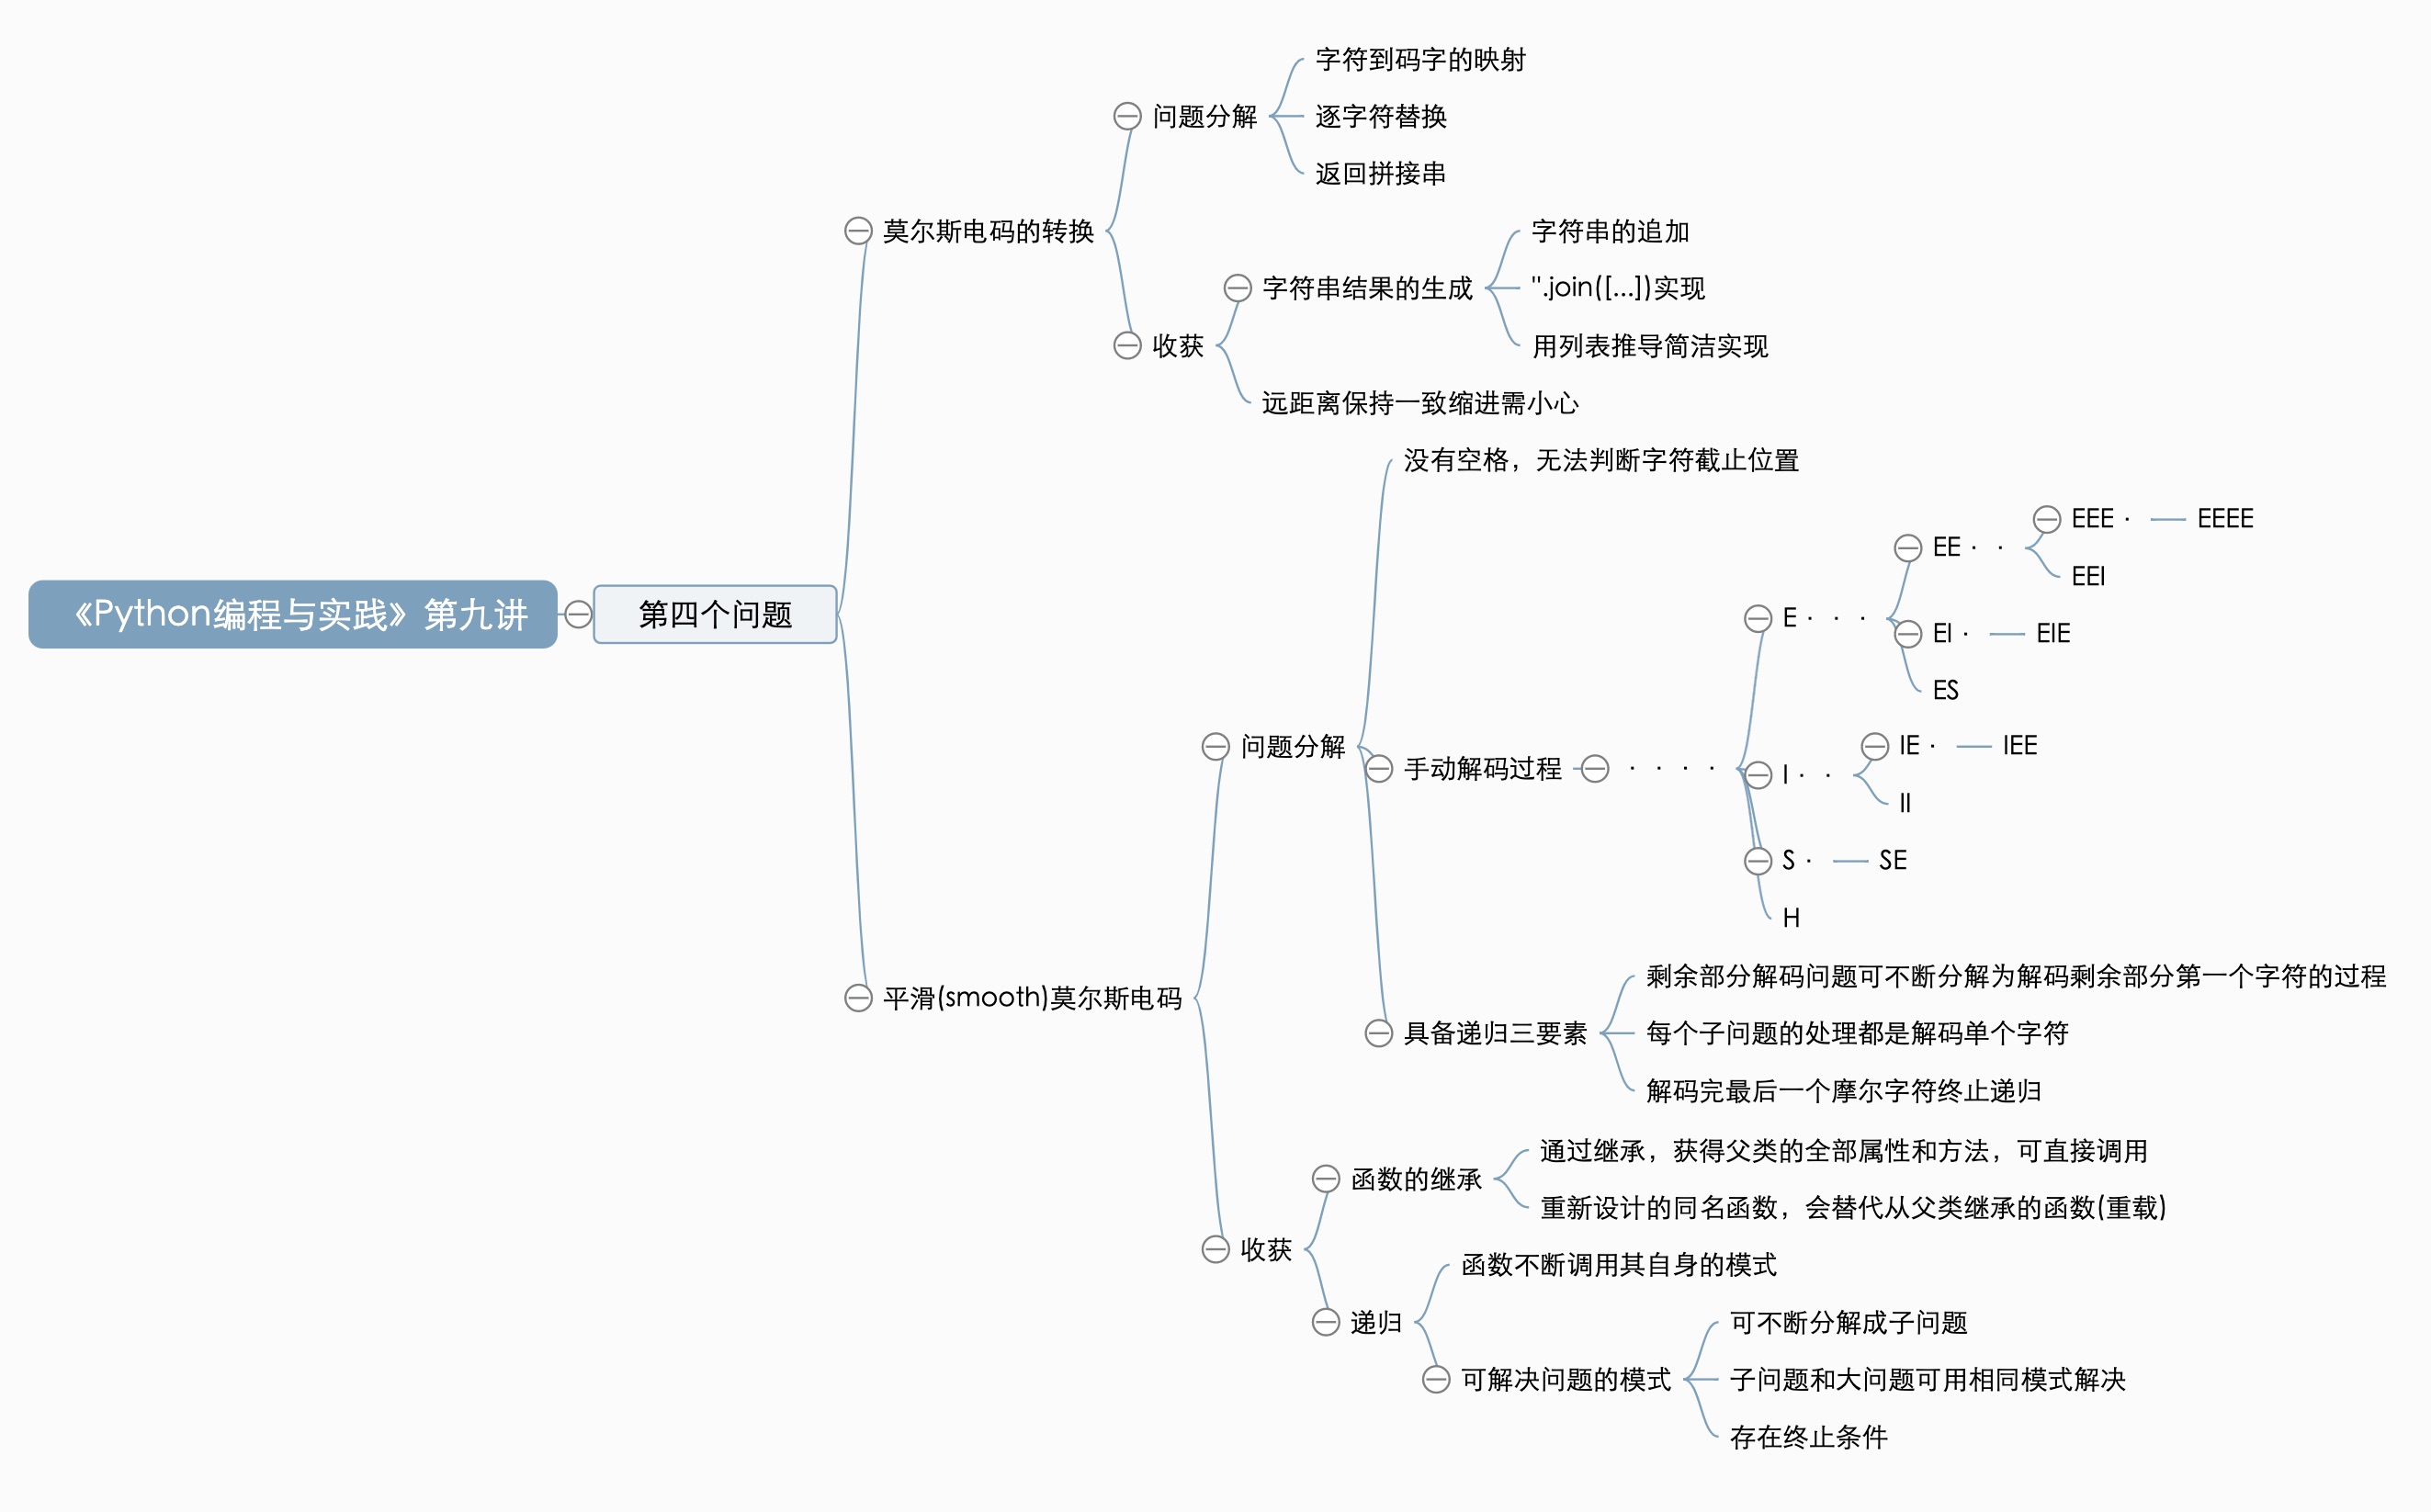 《Python编程与实践》第九讲
第四个问题
莫尔斯电码的转换
问题分解
字符到码字的映射
逐字符替换
返回拼接串
收获
字符串结果的生成
字符串的追加
''.join([...])实现
用列表推导简洁实现
远距离保持一致缩进需小心
平滑(smooth)莫尔斯电码
问题分解
没有空格，无法判断字符截止位置
手动解码过程
· · · ·
E · · ·
EE · ·
EEE ·
EEEE
EEI
EI ·
EIE
ES
I · ·
IE ·
IEE
II
S ·
SE
H
具备递归三要素
剩余部分解码问题可不断分解为解码剩余部分第一个字符的过程
每个子问题的处理都是解码单个字符
解码完最后一个摩尔字符终止递归
收获
函数的继承
通过继承，获得父类的全部属性和方法，可直接调用
重新设计的同名函数，会替代从父类继承的函数(重载)
递归
函数不断调用其自身的模式
可解决问题的模式
可不断分解成子问题
子问题和大问题可用相同模式解决
存在终止条件